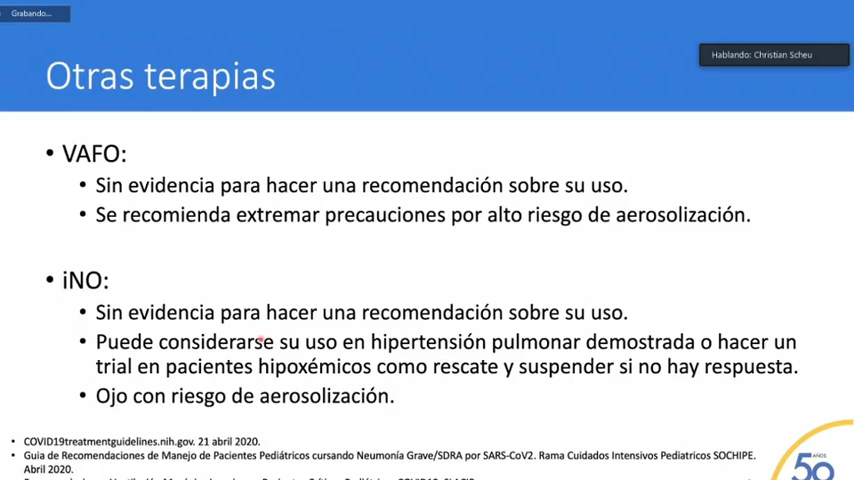 Grabando...
Hablando: Christian Scheu
Otras terapias
• VAFO:
• Sin evidencia para hacer una recomendación sobre su uso.
• Se recomienda extremar precauciones por alto riesgo de aerosolización.
• iNO:
• Sin evidencia para hacer una recomendación sobre su uso.
• Puede considerarse su uso en hipertensión pulmonar demostrada o hacer un
trial en pacientes hipoxémicos como rescate y suspender si no hay respuesta.
• Ojo con riesgo de aerosolización.
• COVID19treatmentguidelines.nih.gov. 21 abril 2020.
• Guia de Recomendaciones de Manejo de Pacientes Pediátricos cursando Neumonía Grave/SDRA por SARS-CoV2. Rama Cuidados Intensivos Pediatricos SOCHIPE.
Abril 2020.
50 AÑOS